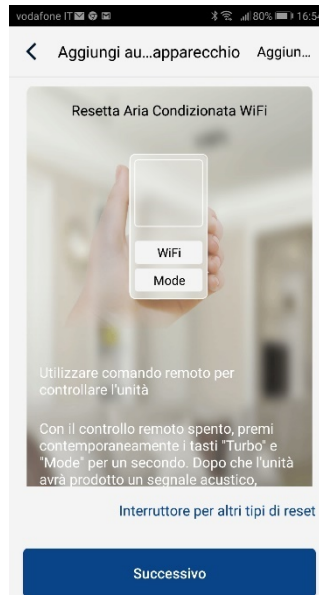 vodafone IT 80% 16:54
Aggiungi au...apparecchio Aggiun...
Resetta Aria Condizionata WiFi
WiFi
Mode
Utilizzare comando remoto per
controllare l'unità
Con il controllo remoto spento, premi
contemporaneamente i tasti "Turbo" e
"Mode" per un secondo. Dopo che l'unità
avrà prodotto un segnale acustico,
Interruttore per altri tipi di reset
Successivo